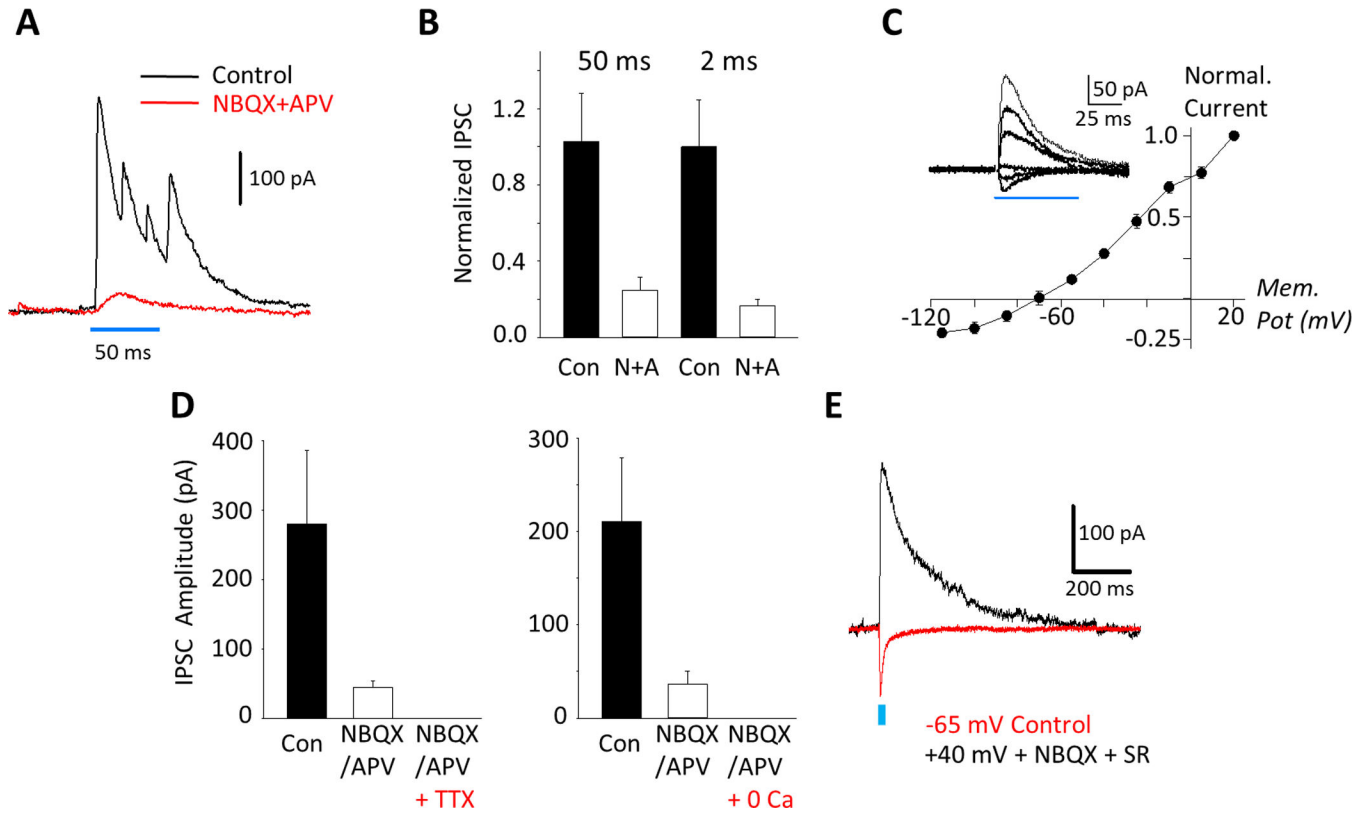 A
Control
NBQX+APV
100 pA
50 ms
B
50 ms
2 ms
Normalized IPSC
1.2
0.8
0.4
0.0
Con N+A Con N+A
C
50 pA
25 ms
Normal.
Current
1.0
0.5
-120
-60
20
-0.25
Mem.
Pot (mV)
D
IPSC Amplitude (pA)
400
300
200
100
0
Con
NBQX
/APV
NBQX
/APV
+ TTX
300
200
100
0
Con
NBQX
/APV
NBQX
/APV
+ 0 Ca
E
100 pA
200 ms
-65 mV Control
+40 mV + NBQX + SR